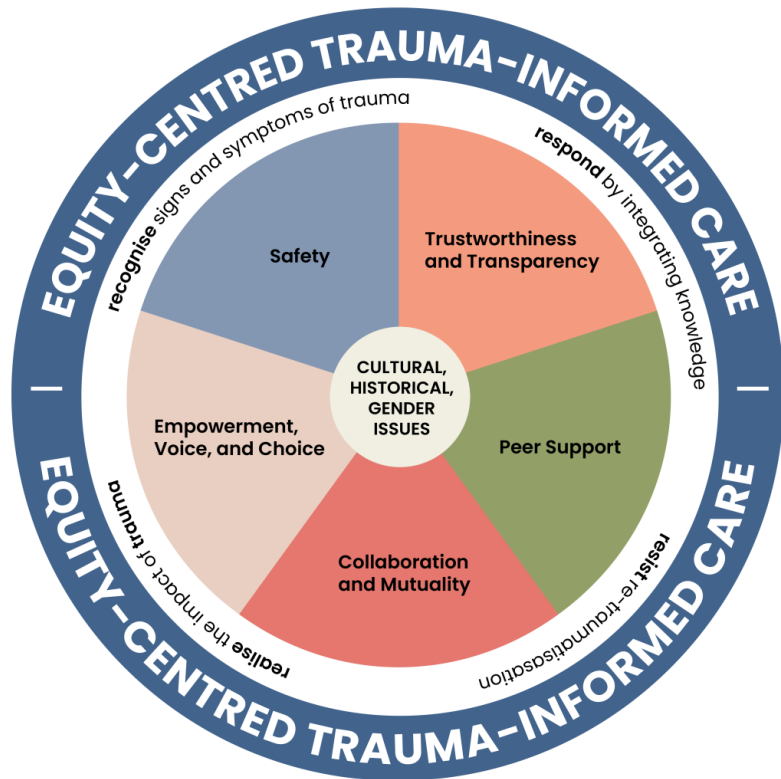 EQUITY-CENTRED TRAUMA-INFORMED CARE
recognise signs and symptoms of trauma
respond by integrating knowledge
Safety
Trustworthiness
and Transparency
CULTURAL,
HISTORICAL,
GENDER
ISSUES
Empowerment,
Voice, and Choice
Peer Support
Collaboration
and Mutuality
realise the impact of trauma
resist re-traumatisasation
EQUITY-CENTRED TRAUMA-INFORMED CARE